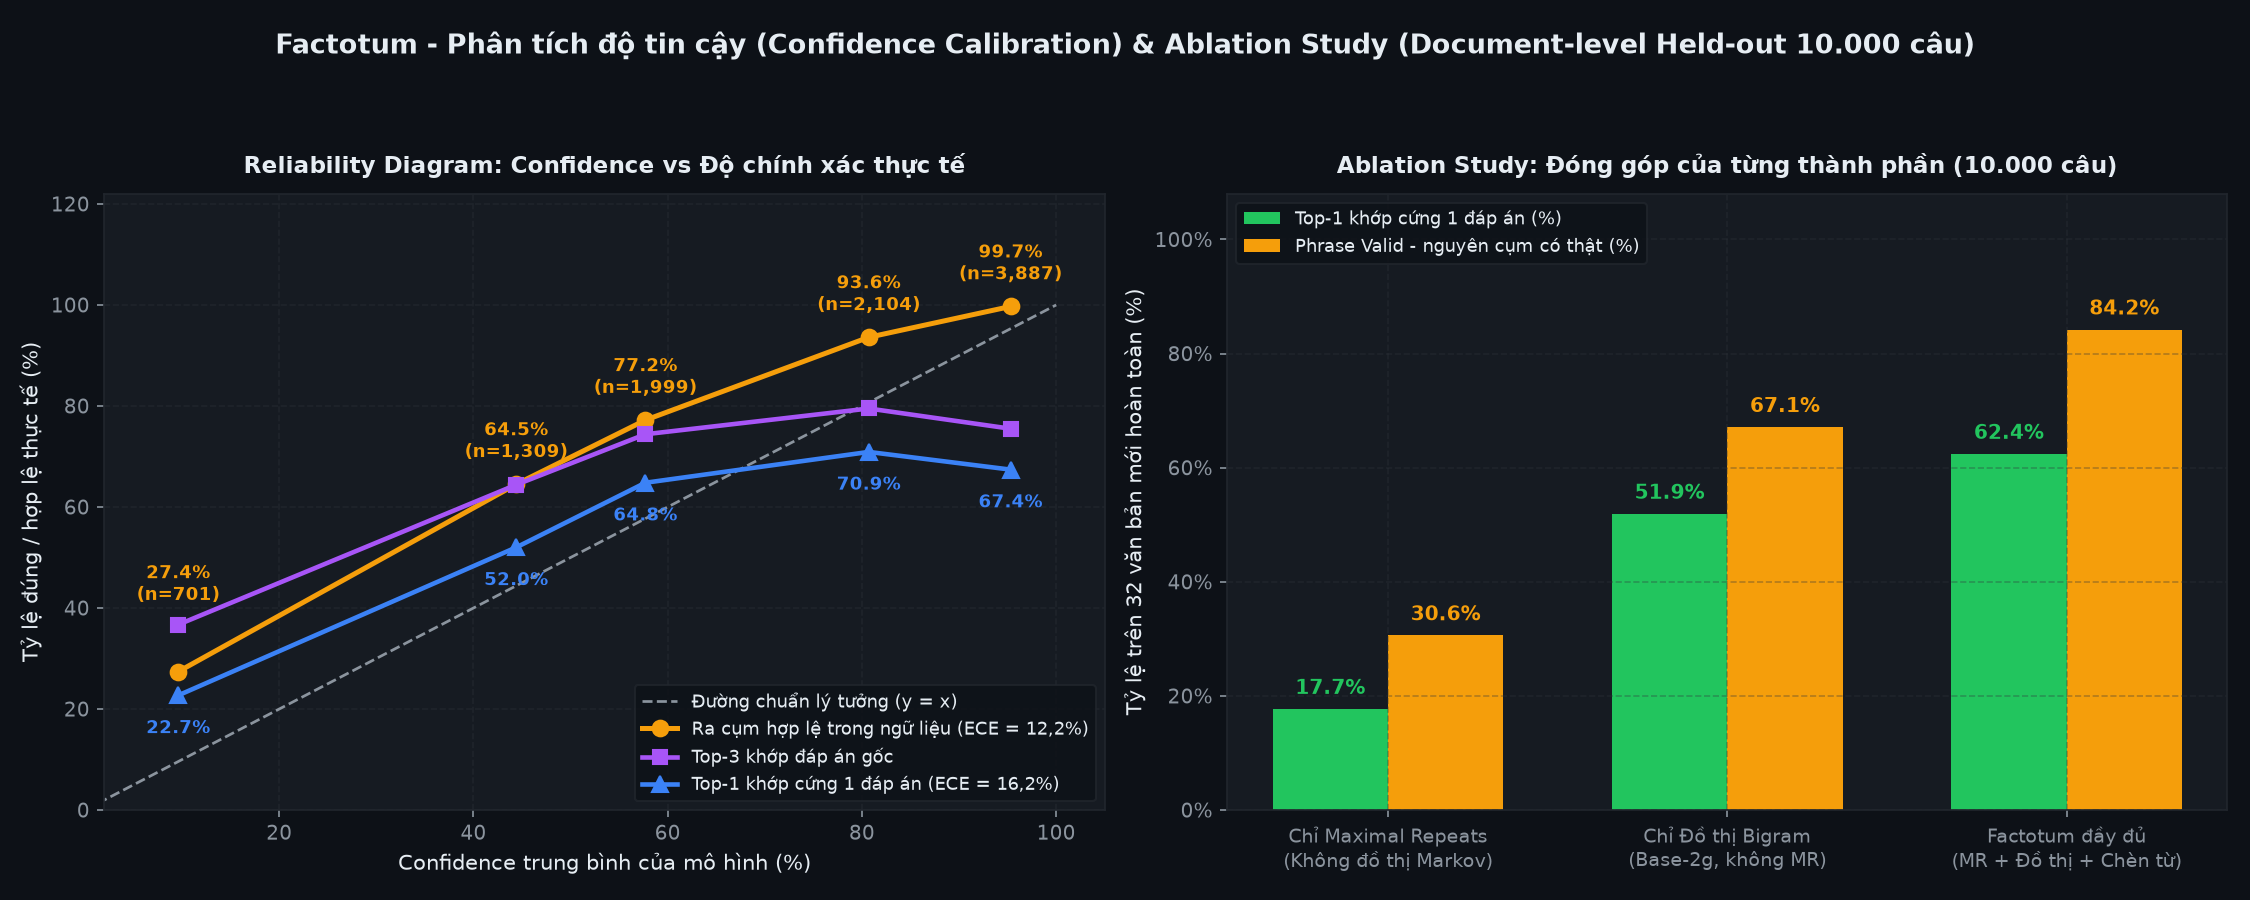 Factotum - Phân tích độ tin cậy (Confidence Calibration) & Ablation Study (Document-level Held-out 10.000 câu)
Reliability Diagram: Confidence vs Độ chính xác thực tế
Tỷ lệ đúng / hợp lệ thực tế (%)
120
100
80
60
40
20
0
27.4%
(n=701)
64.5%
(n=1,309)
77.2%
(n=1,999)
93.6%
(n=2,104)
99.7%
(n=3,887)
22.7%
52.0%
64.8%
70.9%
67.4%
Đường chuẩn lý tưởng (y = x)
Ra cụm hợp lệ trong ngữ liệu (ECE = 12,2%)
Top-3 khớp đáp án gốc
Top-1 khớp cứng 1 đáp án (ECE = 16,2%)
20
40
60
80
100
Confidence trung bình của mô hình (%)
Ablation Study: Đóng góp của từng thành phần (10.000 câu)
Tỷ lệ trên 32 văn bản mới hoàn toàn (%)
100%
80%
60%
40%
20%
0%
Top-1 khớp cứng 1 đáp án (%)
Phrase Valid - nguyên cụm có thật (%)
17.7%
30.6%
51.9%
67.1%
62.4%
84.2%
Chỉ Maximal Repeats
(Không đồ thị Markov)
Chỉ Đồ thị Bigram
(Base-2g, không MR)
Factotum đầy đủ
(MR + Đồ thị + Chèn từ)